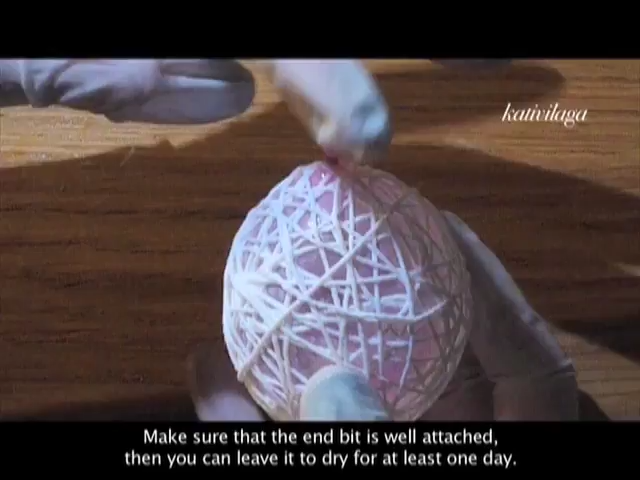 kativilaga
Make sure that the end bit is well attached,
then you can leave it to dry for at least one day.